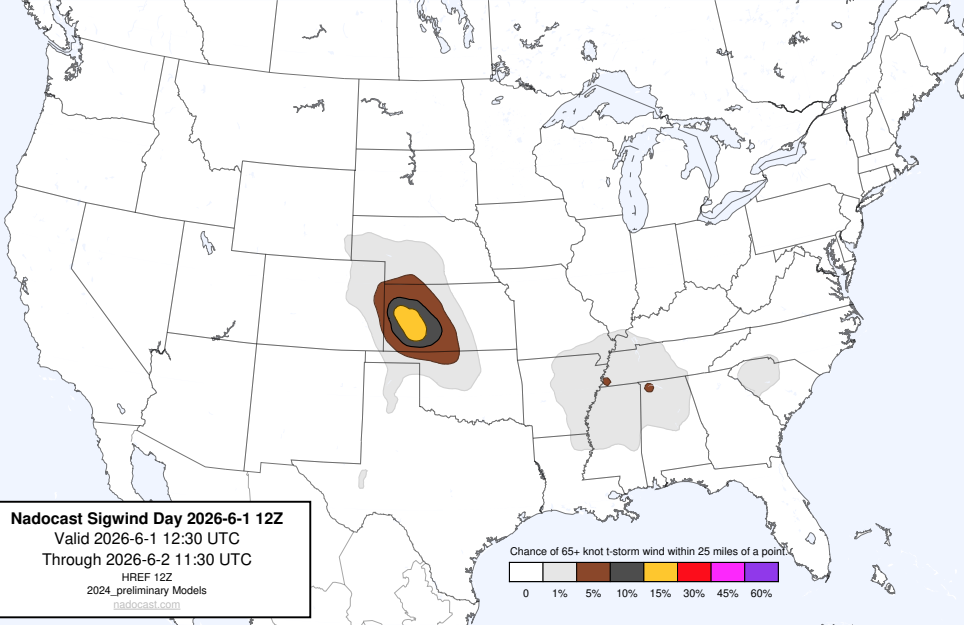 Nadocast Sigwind Day 2026-6-1 12Z
Valid 2026-6-1 12:30 UTC
Through 2026-6-2 11:30 UTC
HREF 12Z
2024_preliminary Models
nadocast.com
Chance of 65+ knot t-storm wind within 25 miles of a point.
0 1% 5% 10% 15% 30% 45% 60%